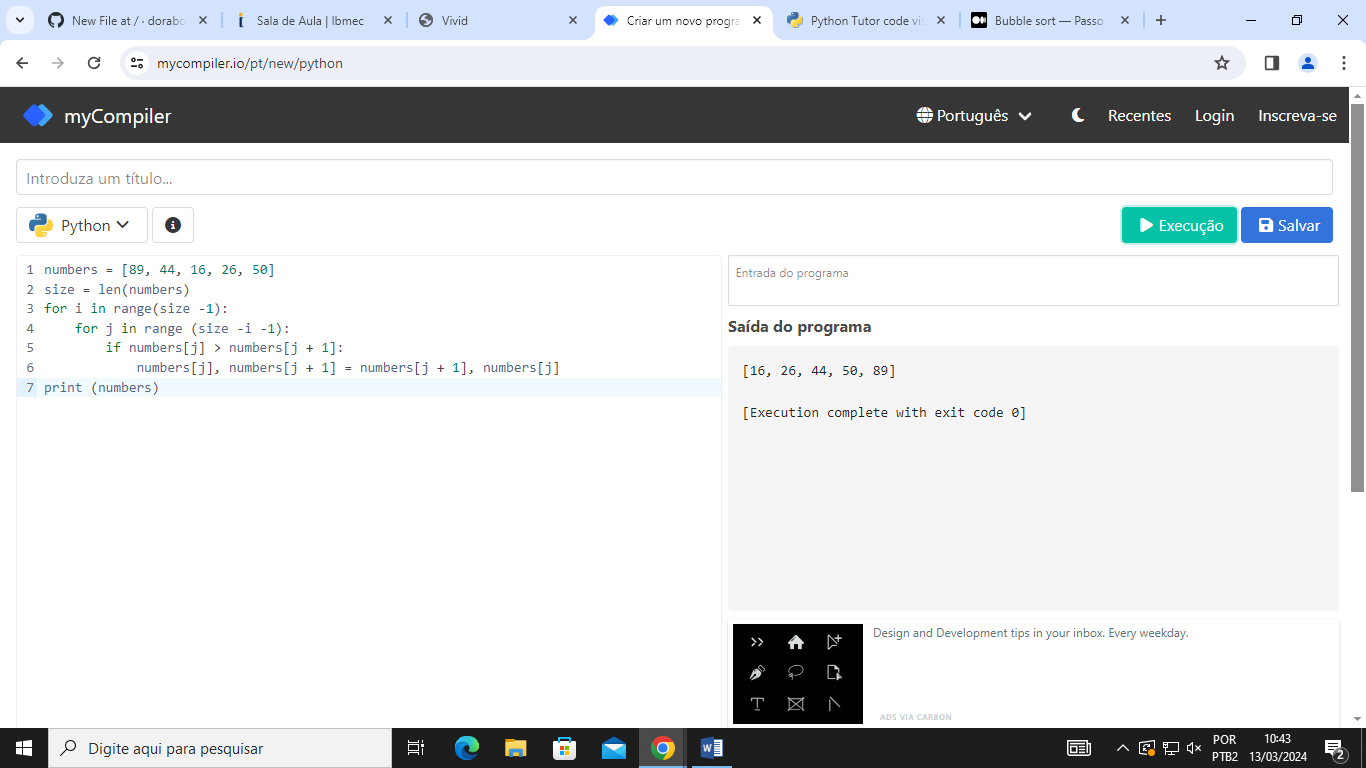 New File at / · dorabo
Sala de Aula | Ibmec
Vivid
Criar um novo progra
Python Tutor code vis
Bubble sort — Passo
mycompiler.io/pt/new/python
myCompiler
Português
Recentes
Login
Inscreva-se
Introduza um título...
Python
Execução
Salvar
1 numbers = [89, 44, 16, 26, 50]
2 size = len(numbers)
3 for i in range(size -1):
4     for j in range (size -i -1):
5         if numbers[j] > numbers[j + 1]:
6             numbers[j], numbers[j + 1] = numbers[j + 1], numbers[j]
7 print (numbers)
Entrada do programa
Saída do programa
[16, 26, 44, 50, 89]
[Execution complete with exit code 0]
Design and Development tips in your inbox. Every weekday.
ADS VIA CARBON
Digite aqui para pesquisar
POR
PTB2
10:43
13/03/2024
2